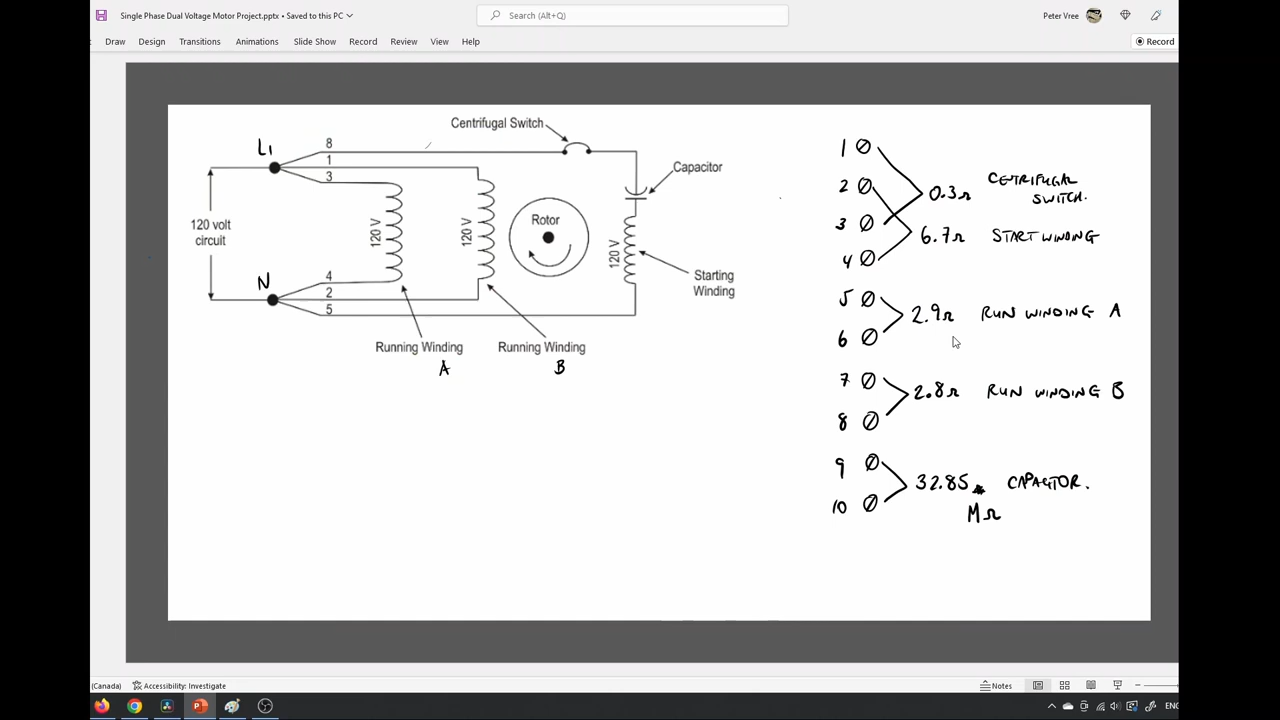 Single Phase Dual Voltage Motor Project.pptx • Saved to this PC
Search (Alt+Q)
Peter Vree
Draw Design Transitions Animations Slide Show Record Review View Help
Record
Centrifugal Switch
L1
8
1
3
Capacitor
120 volt
circuit
120 V
120 V
Rotor
120 V
Starting
Winding
N
4
2
5
Running Winding
A
Running Winding
B
1
2
3
4
0.3Ω CETRIFUGAL
SWITCH.
6.7Ω START WINDING
5
6
2.9Ω RUN WINDING A
7
8
2.8Ω RUN WINDING B
9
10
32.85 CAPACTOR.
MΩ
(Canada) Accessibility: Investigate
Notes
ENG